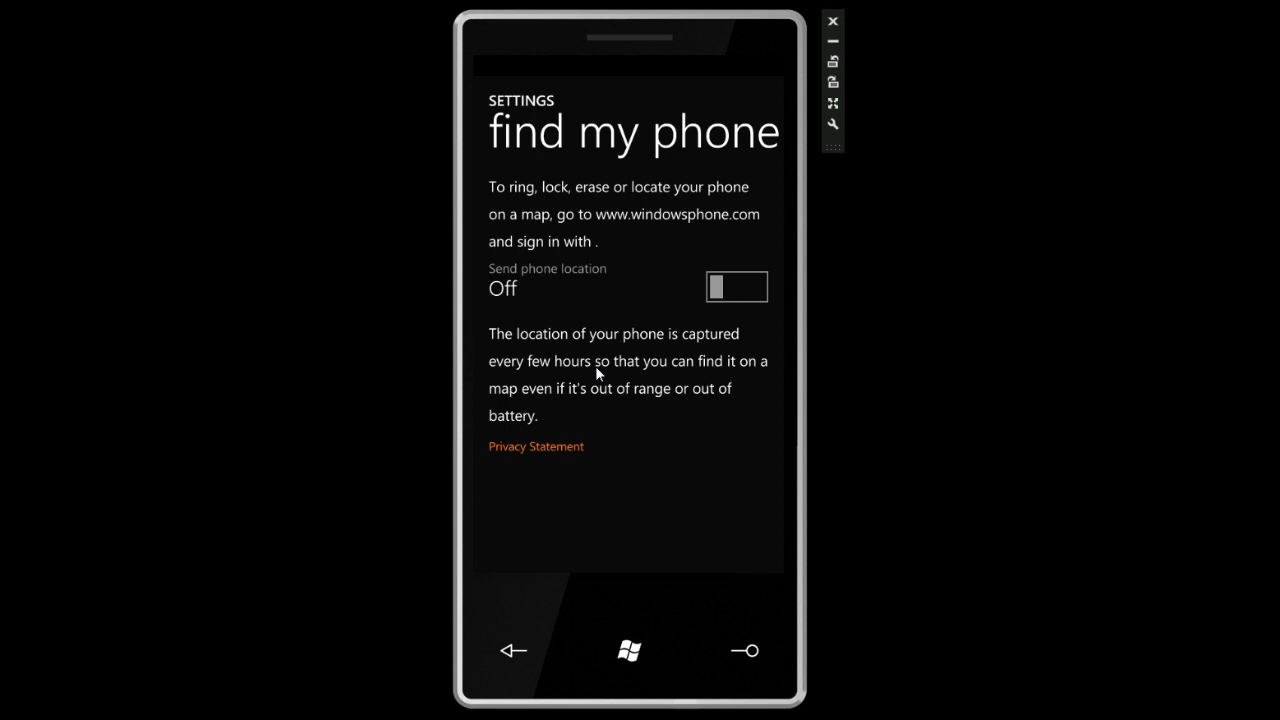 SETTINGS
find my phone
To ring, lock, erase or locate your phone
on a map, go to www.windowsphone.com
and sign in with .
Send phone location
Off
The location of your phone is captured
every few hours so that you can find it on a
map even if it's out of range or out of
battery.
Privacy Statement